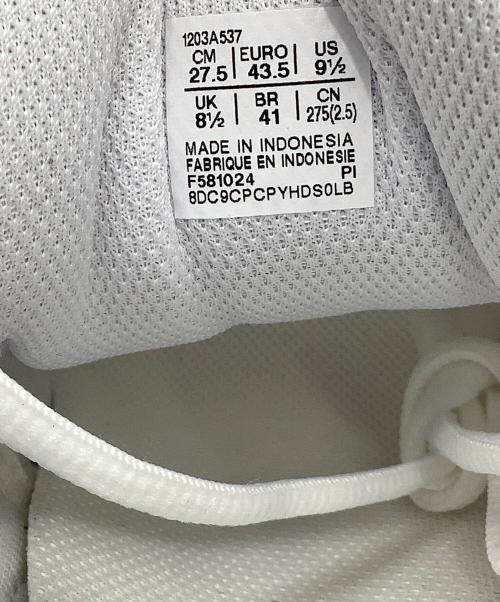 1203A537
CM | EURO | US
27.5 | 43.5 | 9½
UK | BR | CN
8½ | 41 | 275(2.5)
MADE IN INDONESIA
FABRIQUE EN INDONESIE
F581024 PI
8DC9CPCPYHDS0LB